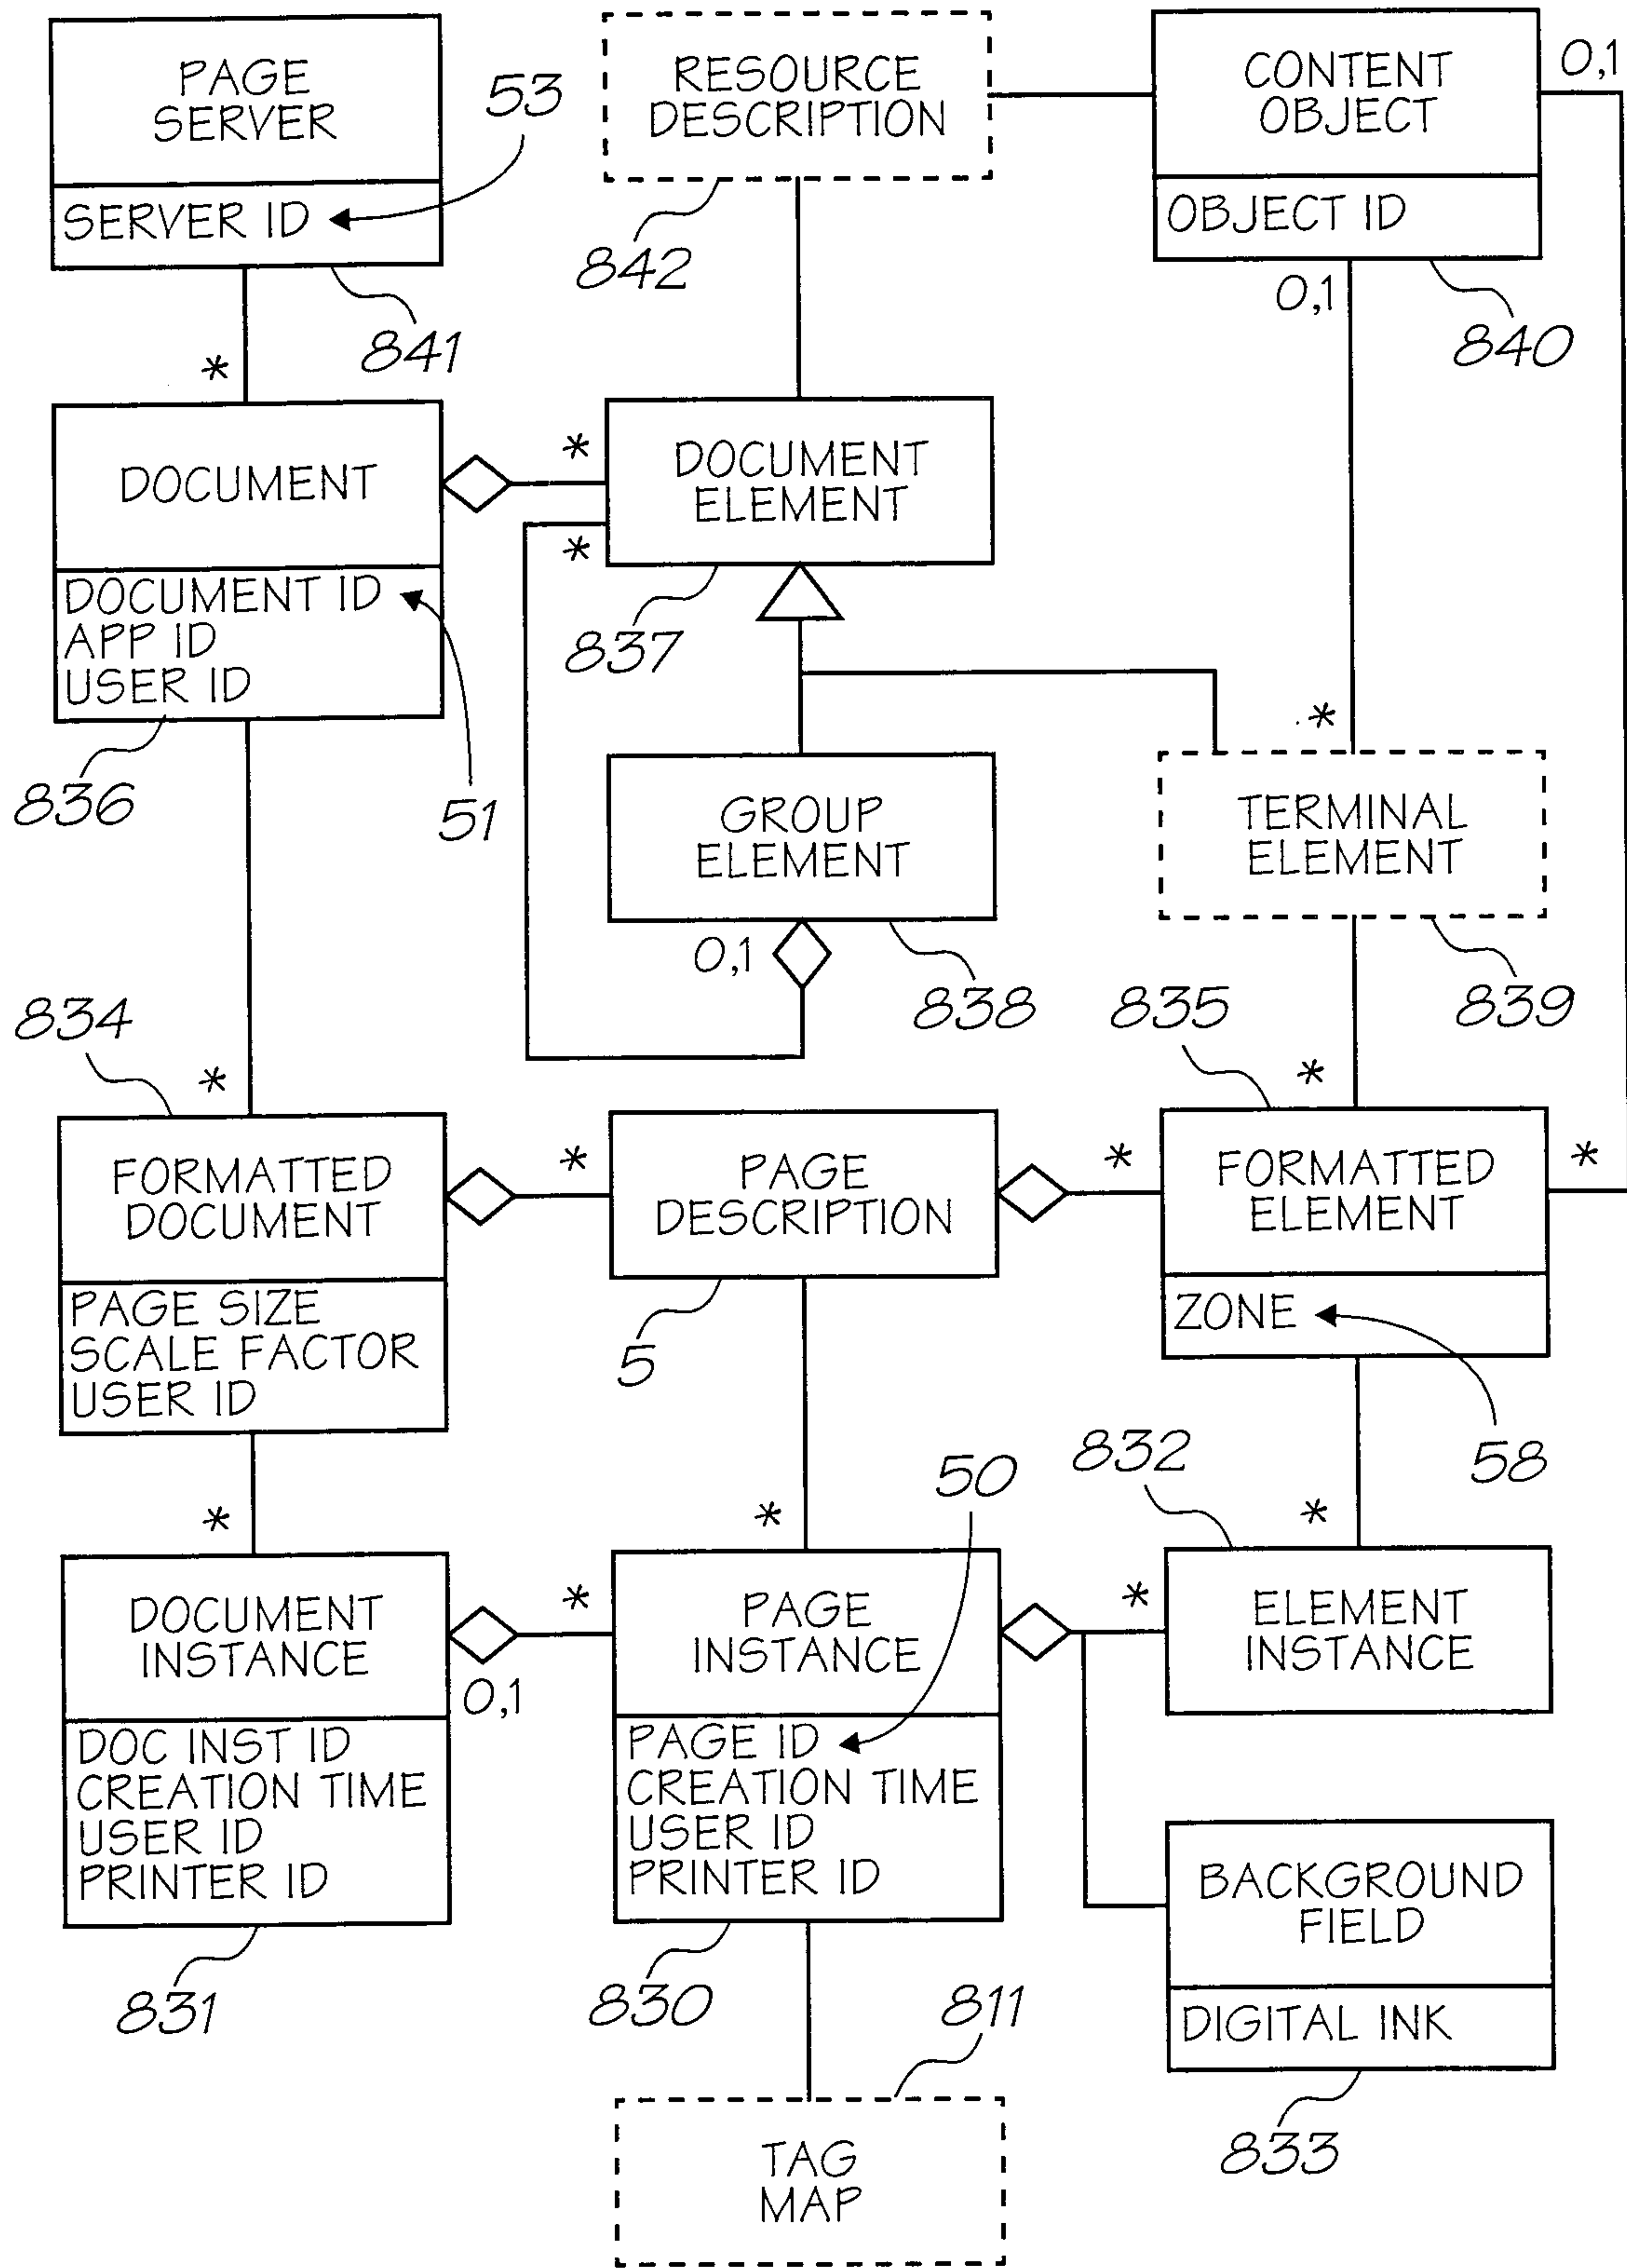 PAGE
SERVER
SERVER ID
53
841
RESOURCE
DESCRIPTION
842
CONTENT
OBJECT
OBJECT ID
0,1
0,1
840
*
DOCUMENT
DOCUMENT ID
APP ID
USER ID
836
51
*
*
DOCUMENT
ELEMENT
837
GROUP
ELEMENT
0,1
838
*
TERMINAL
ELEMENT
839
834
*
FORMATTED
DOCUMENT
PAGE SIZE
SCALE FACTOR
USER ID
*
PAGE
DESCRIPTION
5
835
*
*
FORMATTED
ELEMENT
*
ZONE
58
*
DOCUMENT
INSTANCE
0,1
DOC INST ID
CREATION TIME
USER ID
PRINTER ID
831
*
*
50
PAGE
INSTANCE
PAGE ID
CREATION TIME
USER ID
PRINTER ID
830
832
*
*
ELEMENT
INSTANCE
BACKGROUND
FIELD
DIGITAL INK
833
811
TAG
MAP